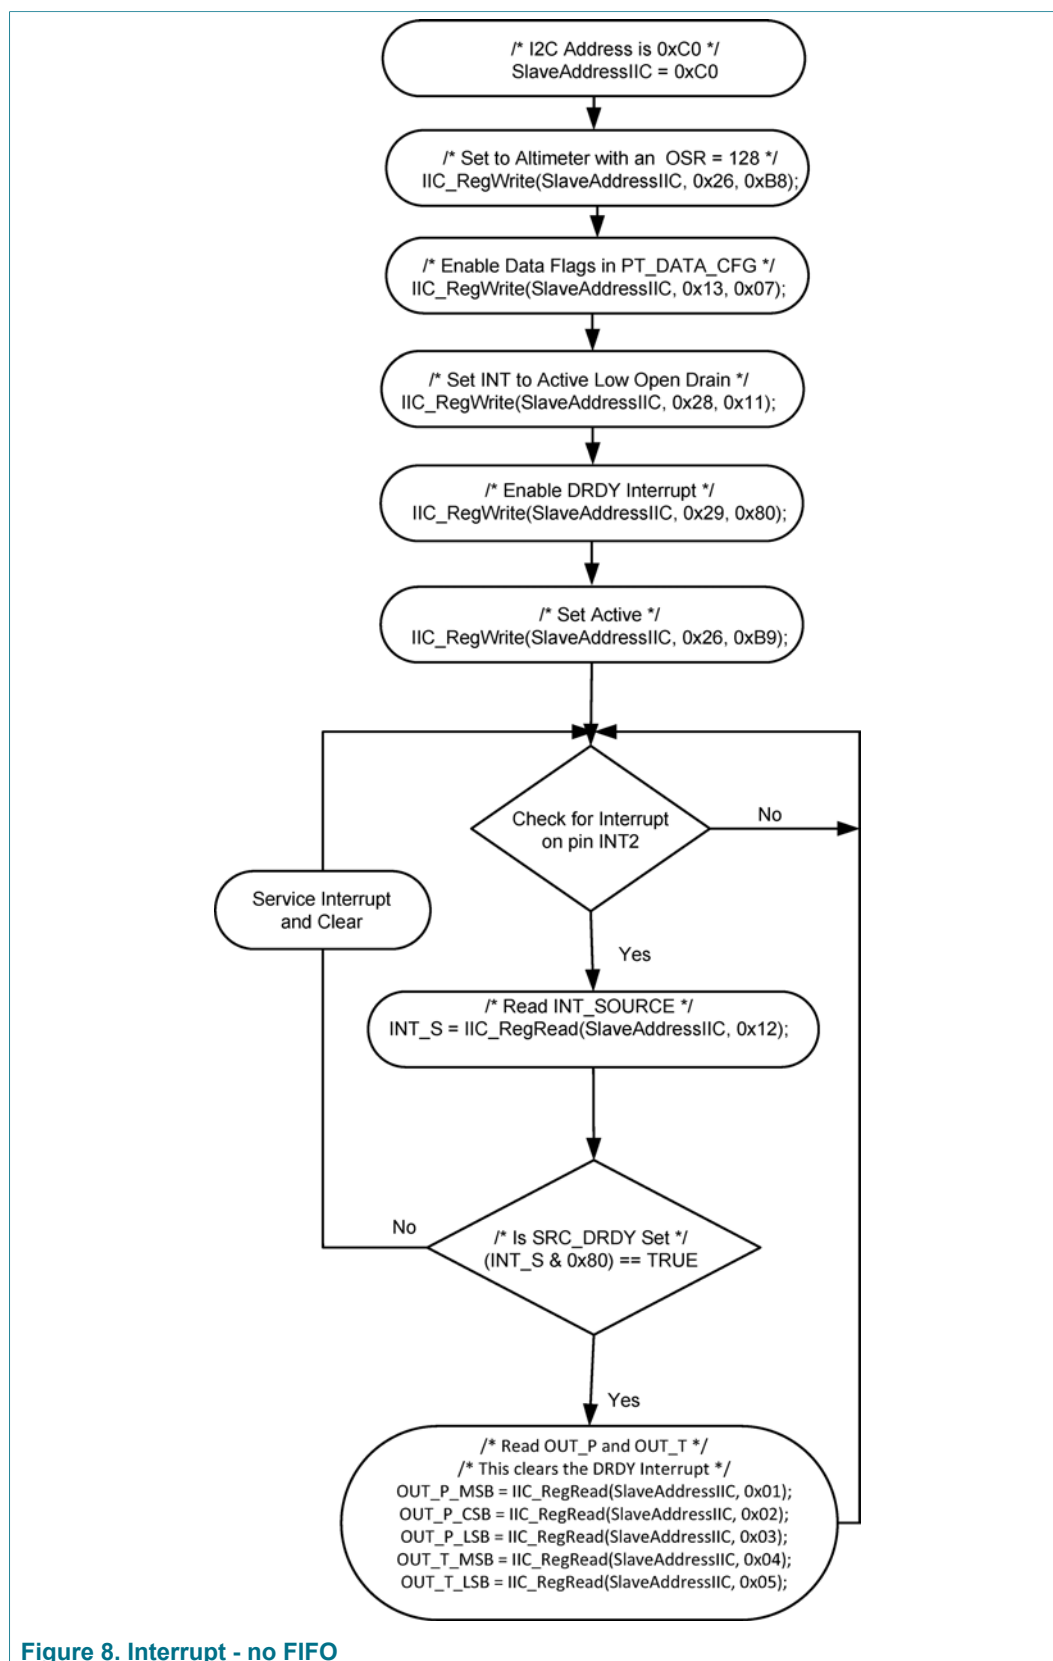 /* I2C Address is 0xC0 */
SlaveAddressIIC = 0xC0
/* Set to Altimeter with an OSR = 128 */
IIC_RegWrite(SlaveAddressIIC, 0x26, 0xB8);
/* Enable Data Flags in PT_DATA_CFG */
IIC_RegWrite(SlaveAddressIIC, 0x13, 0x07);
/* Set INT to Active Low Open Drain */
IIC_RegWrite(SlaveAddressIIC, 0x28, 0x11);
/* Enable DRDY Interrupt */
IIC_RegWrite(SlaveAddressIIC, 0x29, 0x80);
/* Set Active */
IIC_RegWrite(SlaveAddressIIC, 0x26, 0xB9);
Check for Interrupt
on pin INT2
No
Service Interrupt
and Clear
Yes
/* Read INT_SOURCE */
INT_S = IIC_RegRead(SlaveAddressIIC, 0x12);
No
/* Is SRC_DRDY Set */
(INT_S & 0x80) == TRUE
Yes
/* Read OUT_P and OUT_T */
/* This clears the DRDY Interrupt */
OUT_P_MSB = IIC_RegRead(SlaveAddressIIC, 0x01);
OUT_P_CSB = IIC_RegRead(SlaveAddressIIC, 0x02);
OUT_P_LSB = IIC_RegRead(SlaveAddressIIC, 0x03);
OUT_T_MSB = IIC_RegRead(SlaveAddressIIC, 0x04);
OUT_T_LSB = IIC_RegRead(SlaveAddressIIC, 0x05);
Figure 8. Interrupt - no FIFO